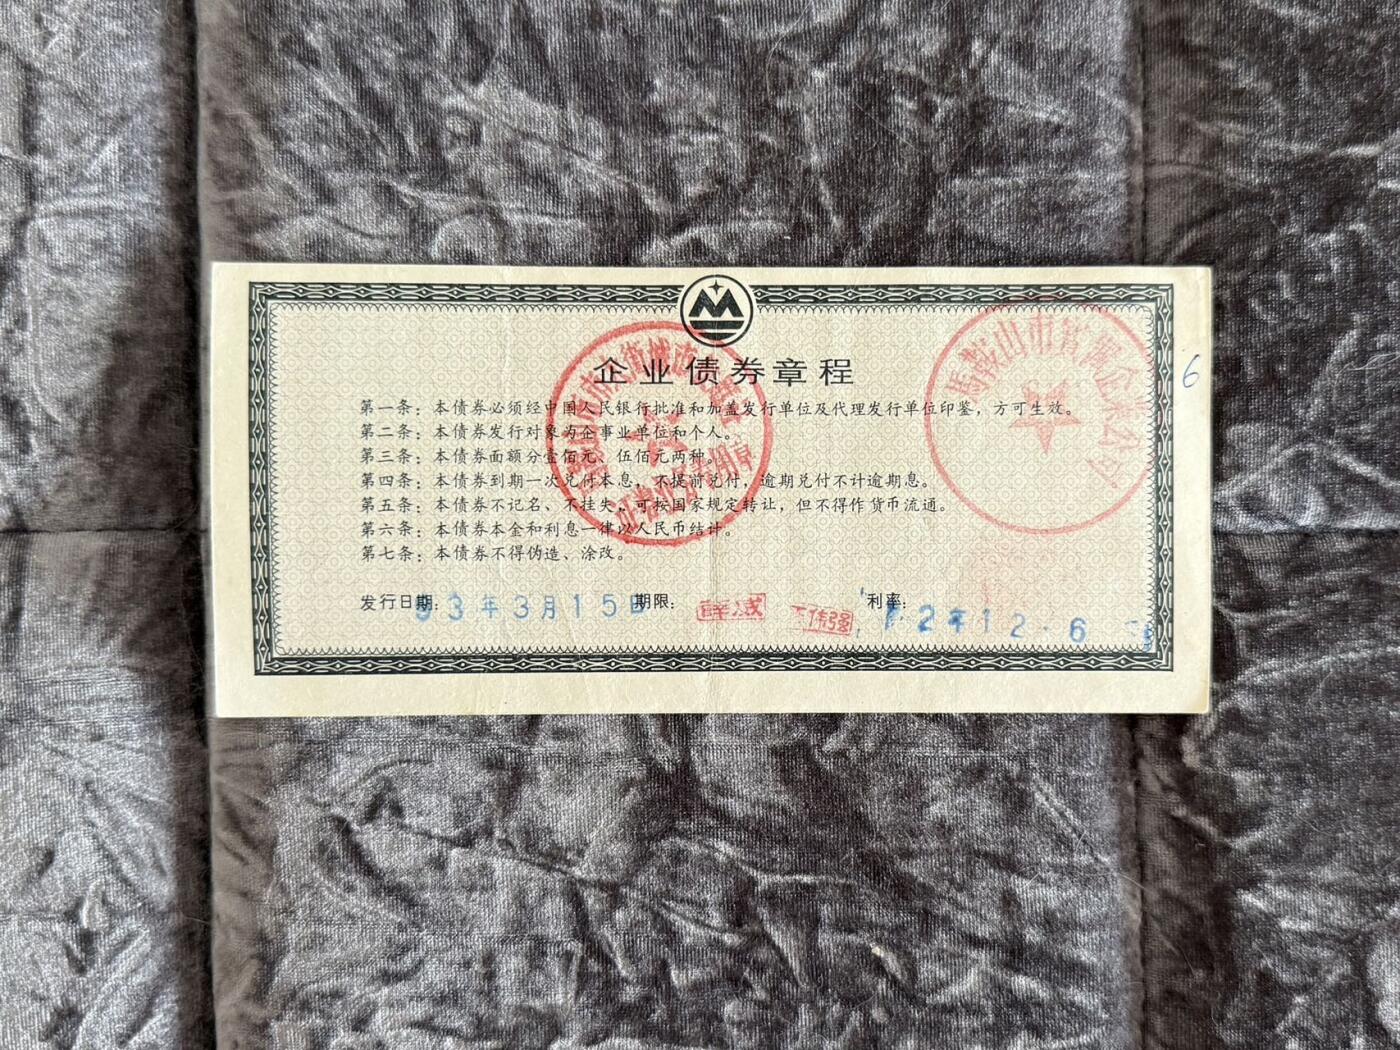 企业债券章程
第一条：本债券必须经中国人民银行批准和加盖发行单位及代理发行单位印鉴，方可生效。
第二条：本债券发行对象为企事业单位和个人。
第三条：本债券面额分壹佰元、伍佰元两种。
第四条：本债券到期一次兑付本息，不提前兑付，逾期兑付不计逾期息。
第五条：本债券不记名、不挂失，可按国家规定转让，但不得作货币流通。
第六条：本债券本金和利息一律以人民币结计。
第七条：本债券不得伪造、涂改。
发行日期：93年3月15日 期限： 利率：
12.6
6